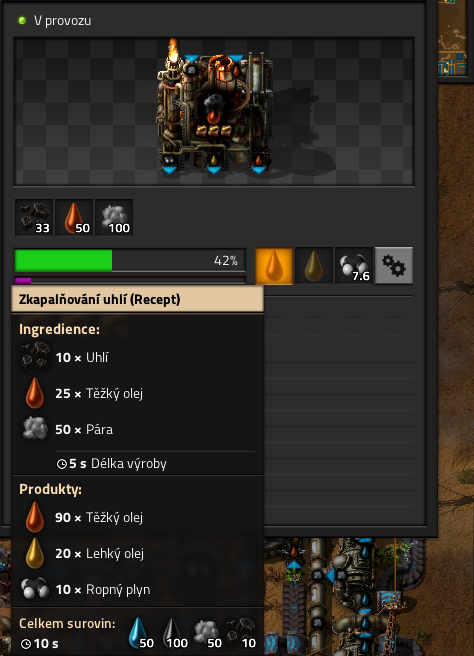 V provozu
33 50 100
42% 7.6
Zkapalňování uhlí (Recept)
Ingredience:
10 × Uhlí
25 × Těžký olej
50 × Pára
5 s Délka výroby
Produkty:
90 × Těžký olej
20 × Lehký olej
10 × Ropný plyn
Celkem surovin:
10 s 50 100 50 10